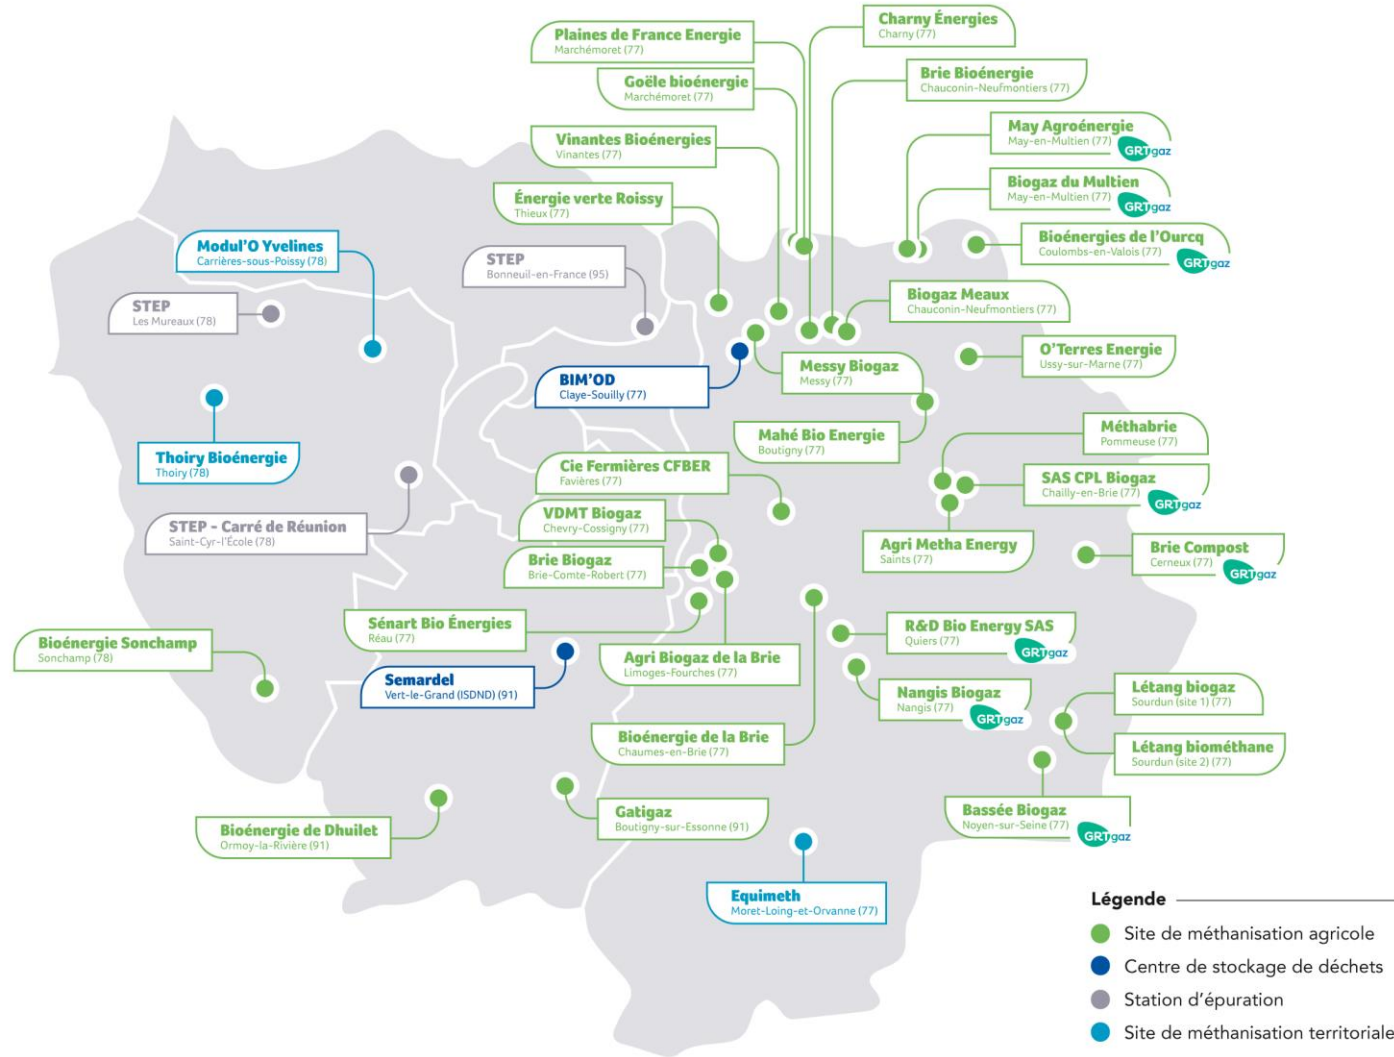 Charny Énergies
Charny (77)
Plaines de France Energie
Marchémoret (77)
Goële bioénergie
Marchémoret (77)
Brie Bioénergie
Chauconin-Neufmontiers (77)
May Agroénergie
May-en-Multien (77)
GRTgaz
Vinantes Bioénergies
Vinantes (77)
Biogaz du Multien
May-en-Multien (77)
GRTgaz
Énergie verte Roissy
Thieux (77)
Bioénergies de l'Ourcq
Coulombs-en-Valois (77)
GRTgaz
Modul'O Yvelines
Carrières-sous-Poissy (78)
STEP
Bonneuil-en-France (95)
STEP
Les Mureaux (78)
Biogaz Meaux
Chauconin-Neufmontiers (77)
O'Terres Energie
Ussy-sur-Marne (77)
Messy Biogaz
Messy (77)
BIM'OD
Claye-Souilly (77)
Mahé Bio Energie
Boutigny (77)
Méthabrie
Pommeuse (77)
Thoiry Bioénergie
Thoiry (78)
Cie Fermières CFBER
Favières (77)
SAS CPL Biogaz
Chailly-en-Brie (77)
GRTgaz
VDMT Biogaz
Chevry-Cossigny (77)
STEP - Carré de Réunion
Saint-Cyr-l'École (78)
Agri Metha Energy
Saints (77)
Brie Compost
Cerneux (77)
GRTgaz
Brie Biogaz
Brie-Comte-Robert (77)
Sénart Bio Énergies
Réau (77)
R&D Bio Energy SAS
Quiers (77)
GRTgaz
Bioénergie Sonchamp
Sonchamp (78)
Agri Biogaz de la Brie
Limoges-Fourches (77)
Semardel
Vert-le-Grand (ISDND) (91)
Nangis Biogaz
Nangis (77)
GRTgaz
Létang biogaz
Sourdun (site 1) (77)
Bioénergie de la Brie
Chaumes-en-Brie (77)
Létang biométhane
Sourdun (site 2) (77)
Gatigaz
Boutigny-sur-Essonne (91)
Bassée Biogaz
Noyen-sur-Seine (77)
GRTgaz
Bioénergie de Dhuilet
Ormoy-la-Rivière (91)
Equimeth
Moret-Loing-et-Orvanne (77)
Légende
Site de méthanisation agricole
Centre de stockage de déchets
Station d'épuration
Site de méthanisation territoriale